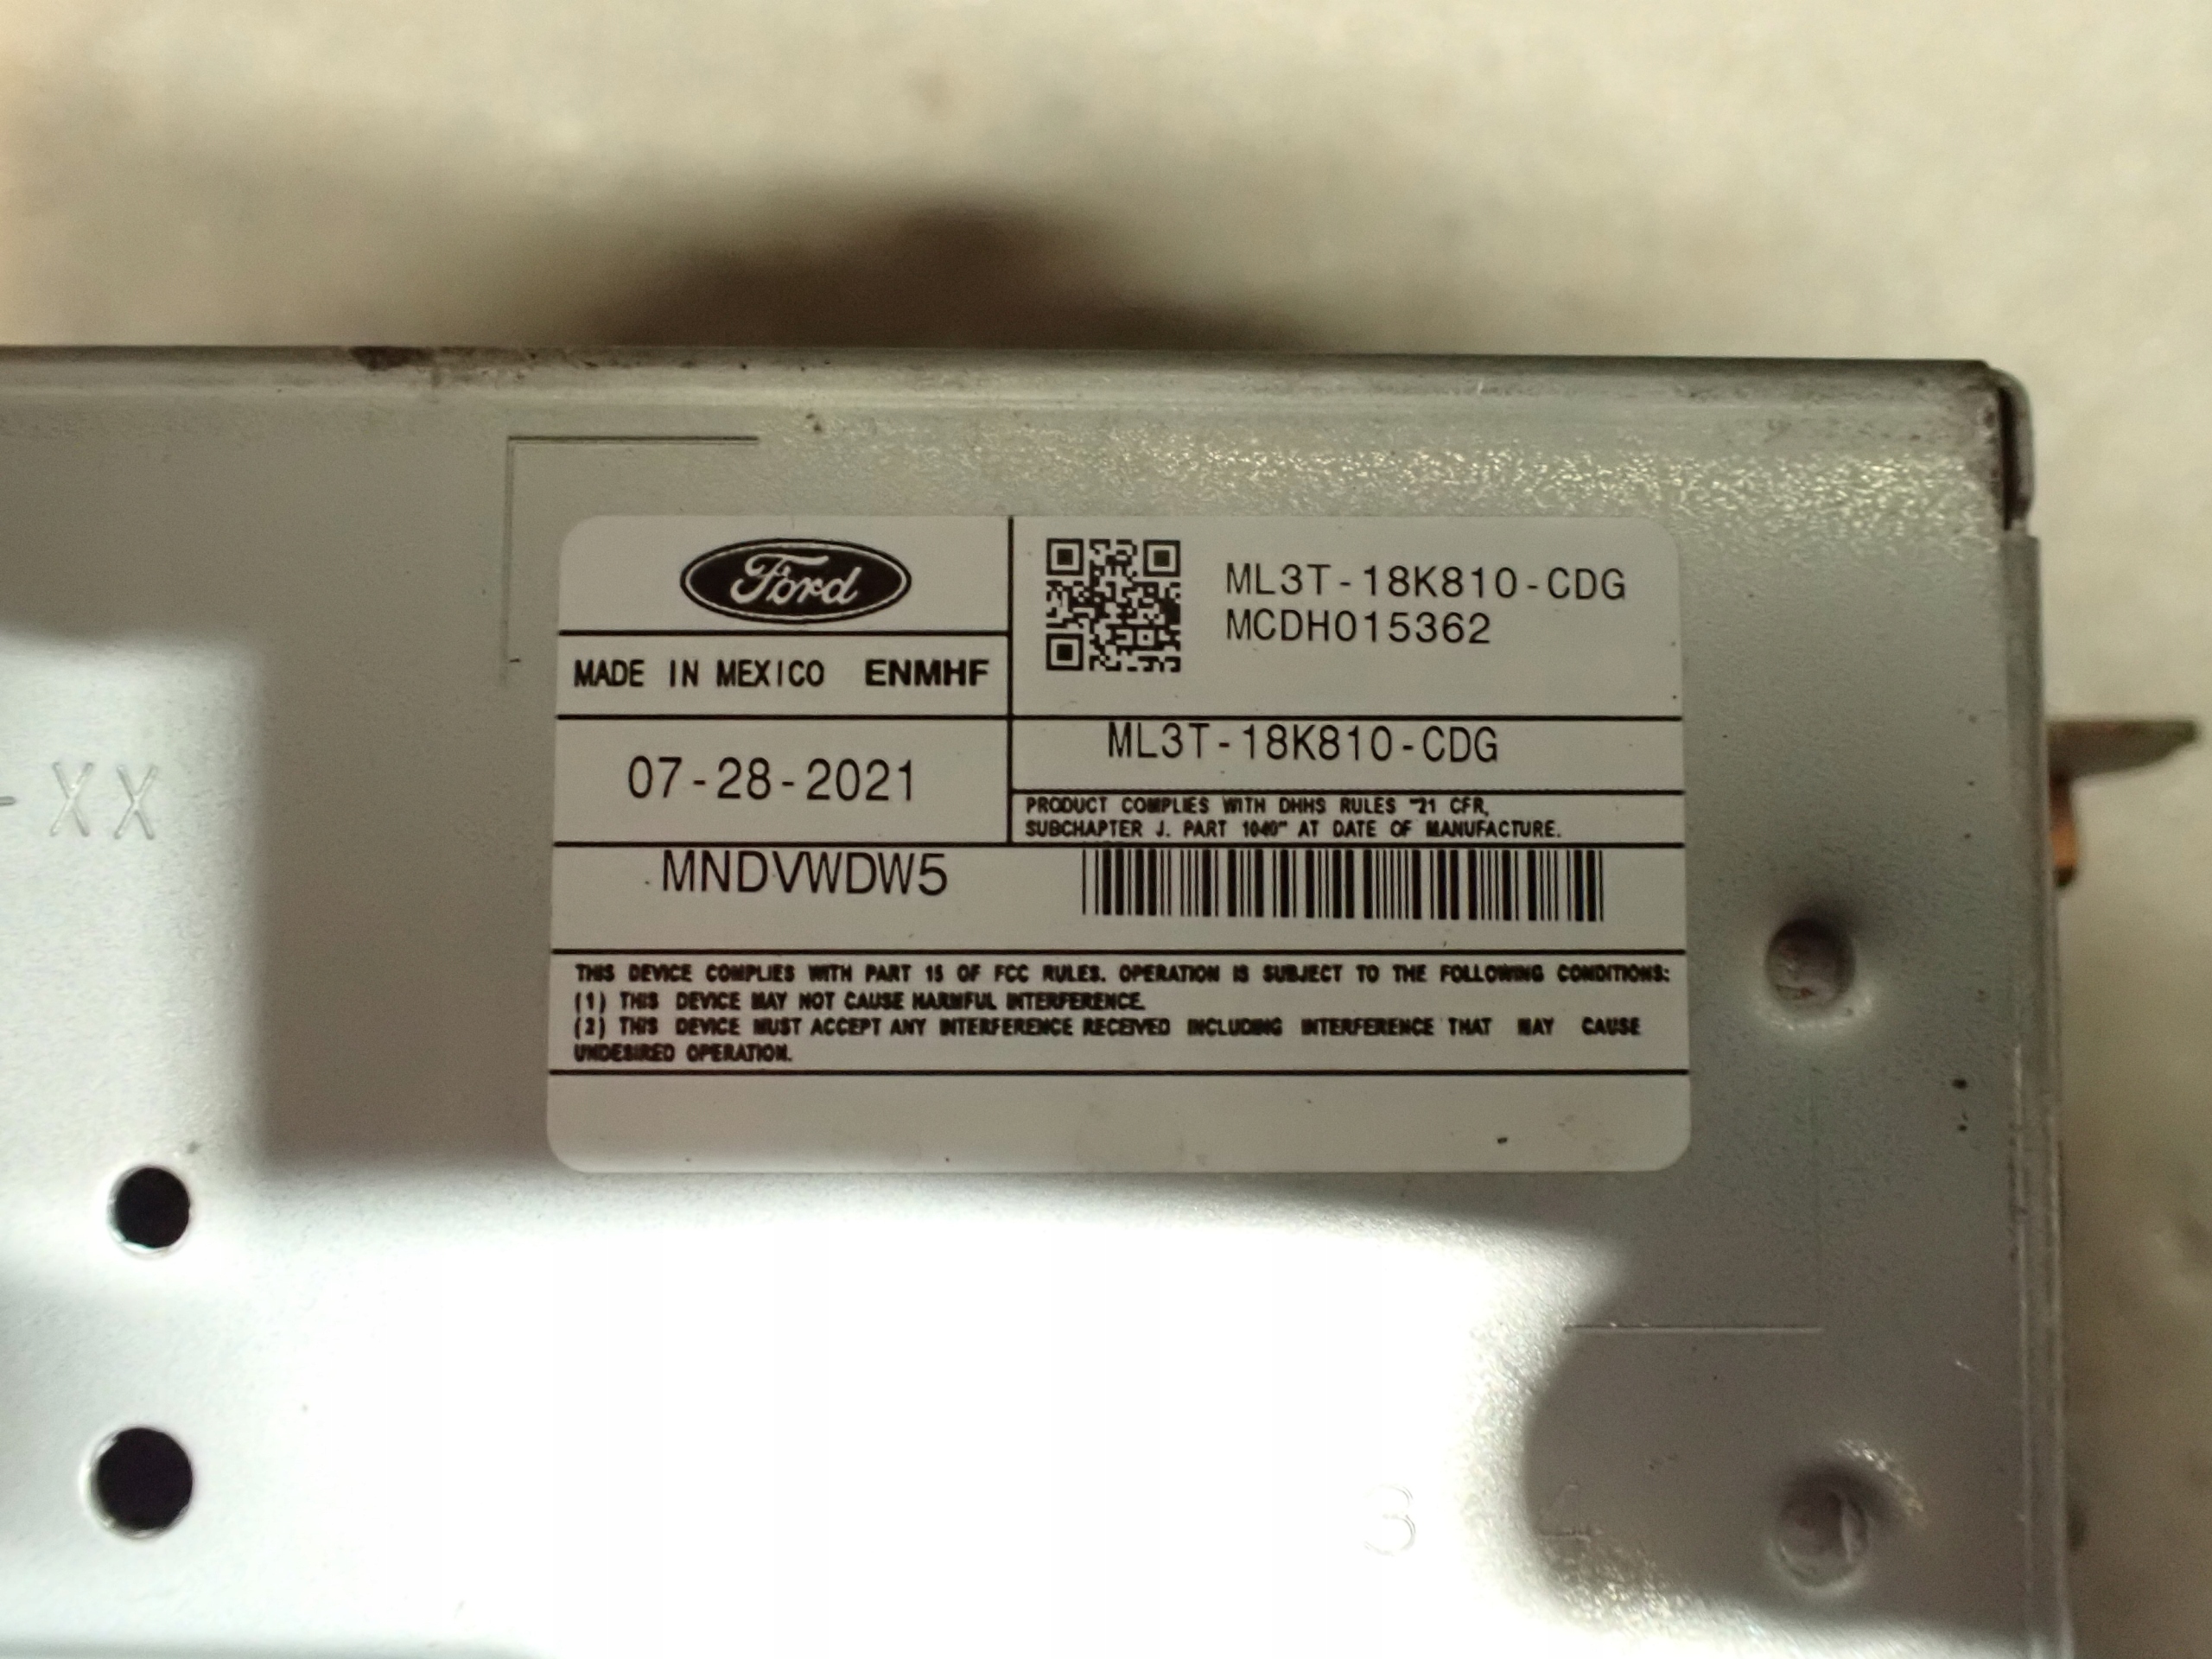 Ford
ML3T-18K810-CDG
MCDH015362
MADE IN MEXICO ENMHF
07-28-2021
ML3T-18K810-CDG
PRODUCT COMPLIES WITH DHHS RULES "21 CFR,
SUBCHAPTER J. PART 1040" AT DATE OF MANUFACTURE.
MNDVWDW5
THIS DEVICE COMPLIES WITH PART 15 OF FCC RULES. OPERATION IS SUBJECT TO THE FOLLOWING CONDITIONS:
(1) THIS DEVICE MAY NOT CAUSE HARMFUL INTERFERENCE.
(2) THIS DEVICE MUST ACCEPT ANY INTERFERENCE RECEIVED INCLUDING INTERFERENCE THAT MAY CAUSE
UNDESIRED OPERATION.
-XX
3 4